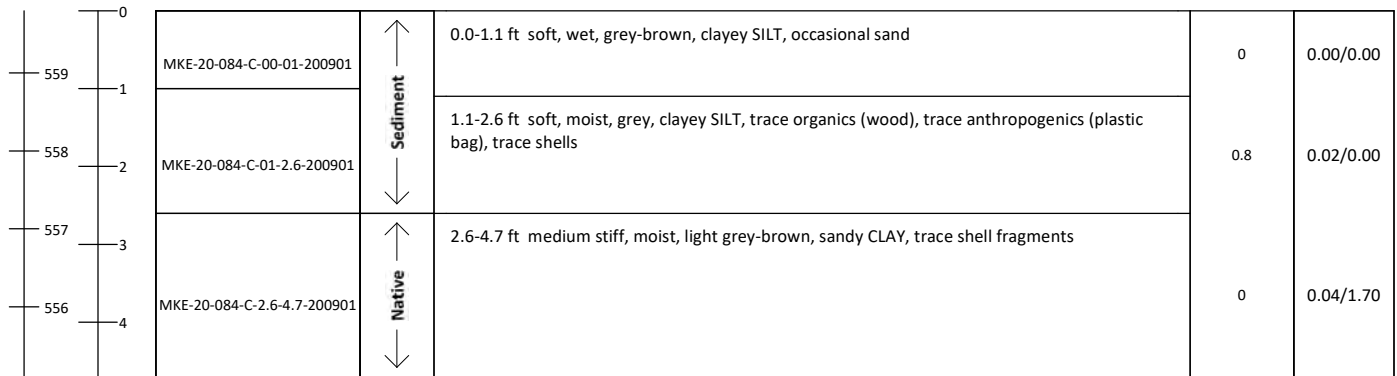 0
0.0-1.1 ft  soft, wet, grey-brown, clayey SILT, occasional sand
MKE-20-084-C-00-01-200901
0
0.00/0.00
559
1
Sediment
1.1-2.6 ft  soft, moist, grey, clayey SILT, trace organics (wood), trace anthropogenics (plastic
bag), trace shells
558
2
MKE-20-084-C-01-2.6-200901
0.8
0.02/0.00
557
3
2.6-4.7 ft  medium stiff, moist, light grey-brown, sandy CLAY, trace shell fragments
Native
556
4
MKE-20-084-C-2.6-4.7-200901
0
0.04/1.70